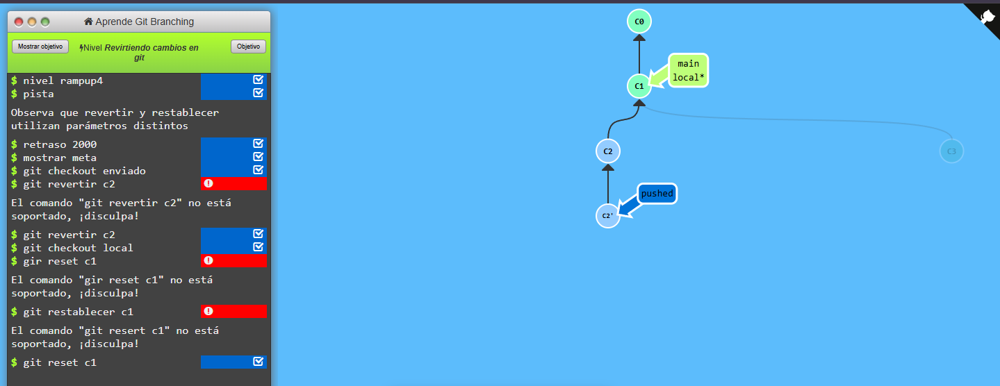 Aprende Git Branching
Mostrar objetivo
Nivel Revirtiendo cambios en
git
Objetivo
$ nivel rampup4
$ pista
Observa que revertir y restablecer
utilizan parámetros distintos
$ retraso 2000
$ mostrar meta
$ git checkout enviado
$ git revertir c2
El comando "git revertir c2" no está
soportado, ¡disculpa!
$ git revertir c2
$ git checkout local
$ gir reset c1
El comando "gir reset c1" no está
soportado, ¡disculpa!
$ git restablecer c1
El comando "git resert c1" no está
soportado, ¡disculpa!
$ git reset c1
C0
main
local*
C1
C2
C3
pushed
C2'